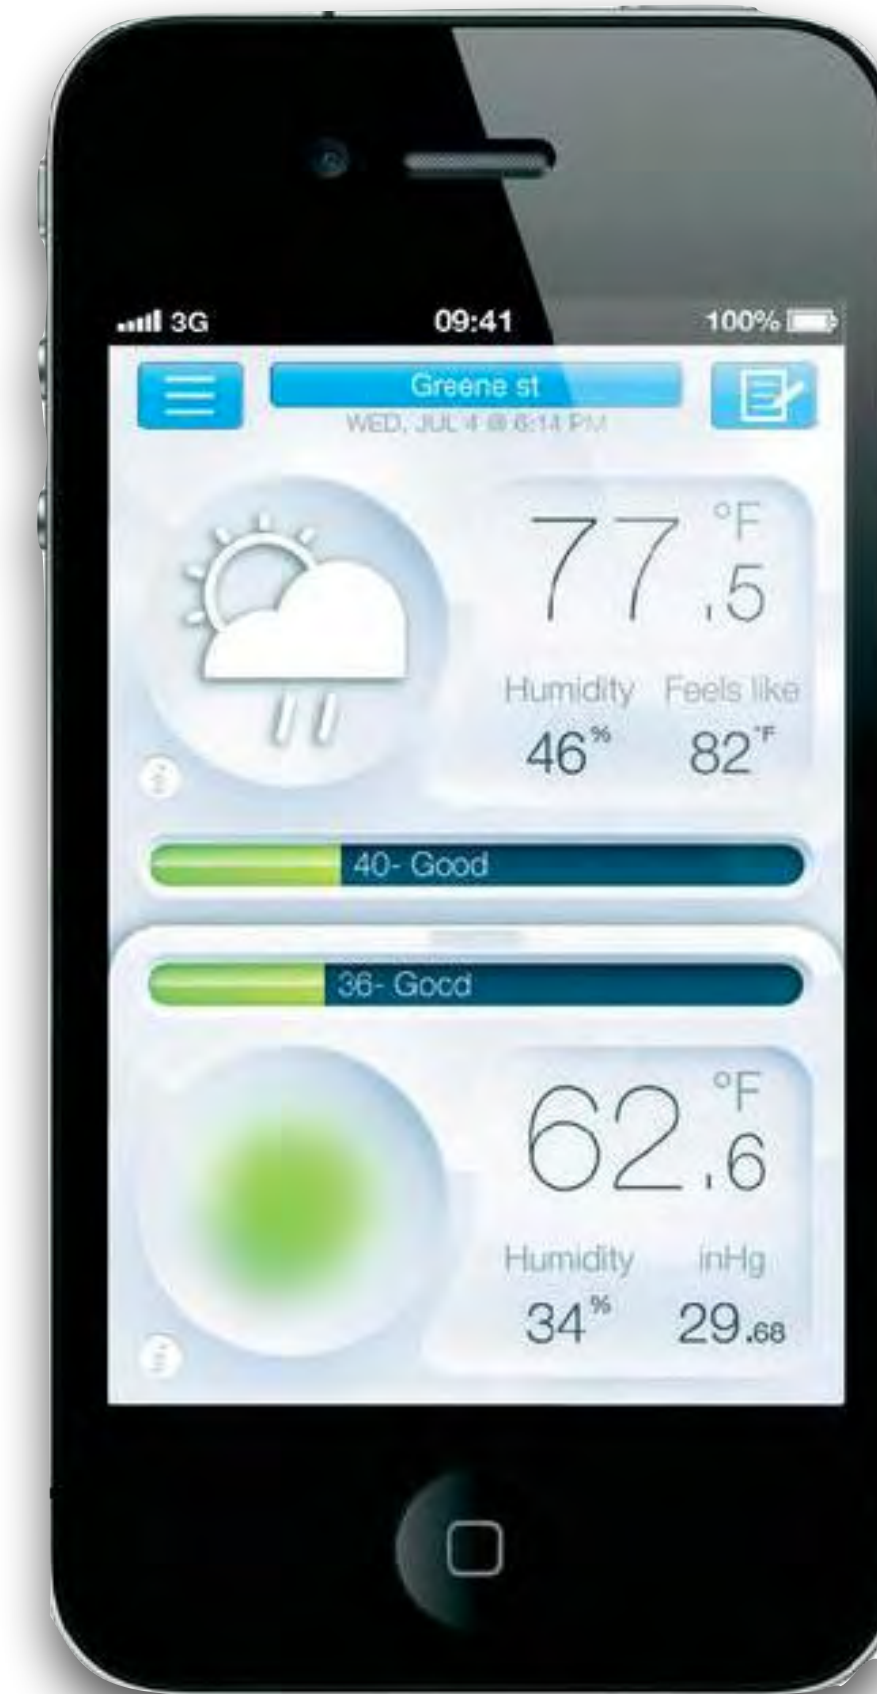 3G 09:41 100%
Greene st
WED, JUL 4 @ 6:14 PM
°F
77.5
Humidity Feels like
46% 82°F
40- Good
36- Good
°F
62.6
Humidity inHg
34% 29.68